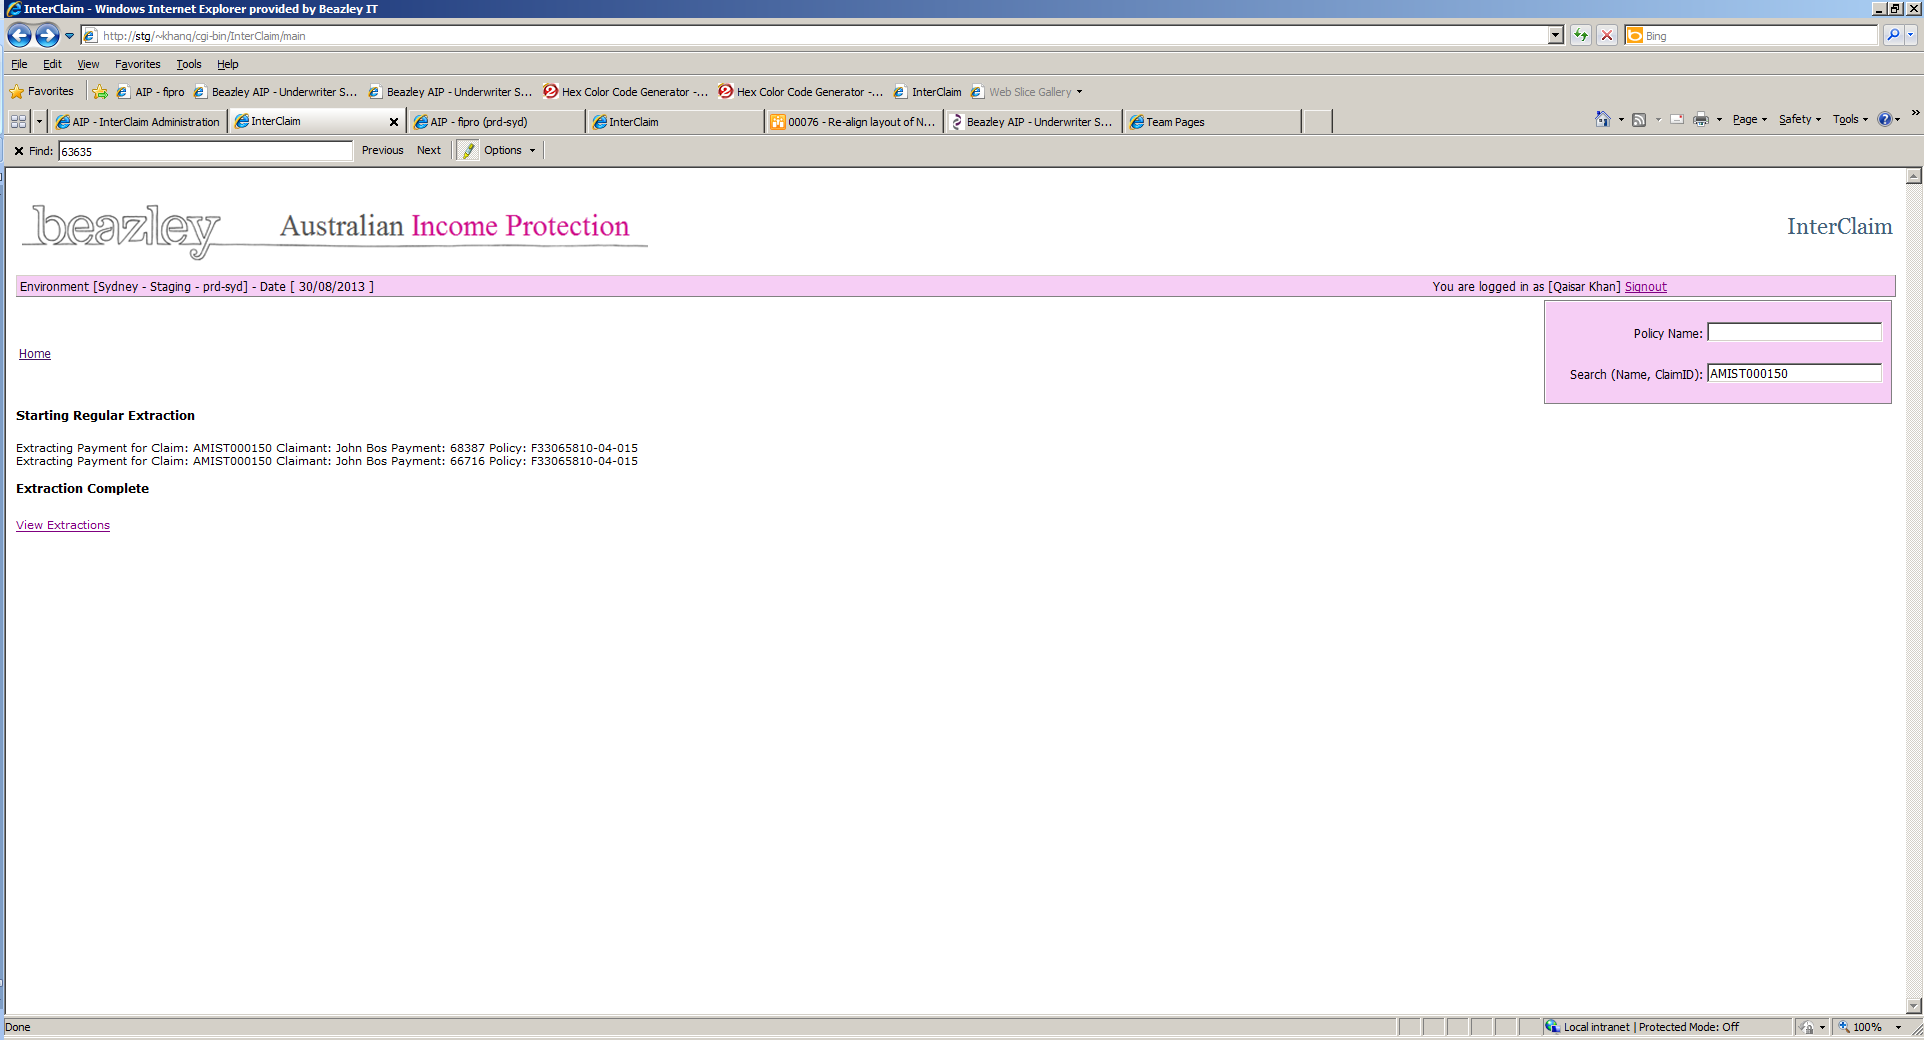 InterClaim - Windows Internet Explorer provided by Beazley IT
http://stg/~khanq/cgi-bin/InterClaim/main
Bing
File Edit View Favorites Tools Help
Favorites AIP - fipro Beazley AIP - Underwriter S... Beazley AIP - Underwriter S... Hex Color Code Generator -... Hex Color Code Generator -... InterClaim Web Slice Gallery
AIP - InterClaim Administration InterClaim AIP - fipro (prd-syd) InterClaim 00076 - Re-align layout of N... Beazley AIP - Underwriter S... Team Pages Page Safety Tools
Find: 63635 Previous Next Options
beazley Australian Income Protection InterClaim
Environment [Sydney - Staging - prd-syd] - Date [ 30/08/2013 ] You are logged in as [Qaisar Khan] Signout
Policy Name:
Home
Search (Name, ClaimID): AMIST000150
Starting Regular Extraction
Extracting Payment for Claim: AMIST000150 Claimant: John Bos Payment: 68387 Policy: F33065810-04-015
Extracting Payment for Claim: AMIST000150 Claimant: John Bos Payment: 66716 Policy: F33065810-04-015
Extraction Complete
View Extractions
Done Local intranet | Protected Mode: Off 100%